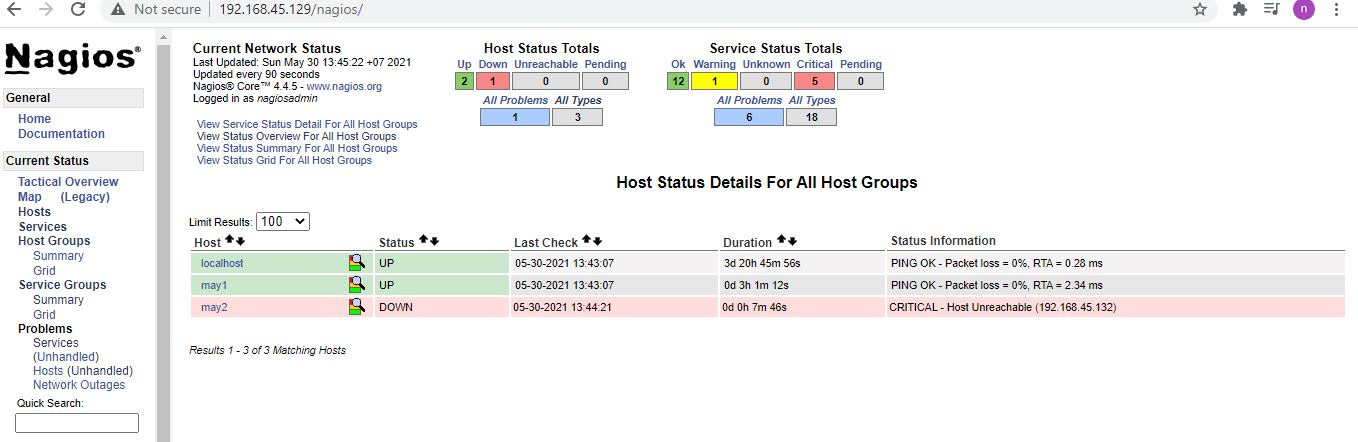 Not secure | 192.168.45.129/nagios/
n
Nagios®
General
Home
Documentation
Current Status
Tactical Overview
Map (Legacy)
Hosts
Services
Host Groups
Summary
Grid
Service Groups
Summary
Grid
Problems
Services
(Unhandled)
Hosts (Unhandled)
Network Outages
Quick Search:
Current Network Status
Last Updated: Sun May 30 13:45:22 +07 2021
Updated every 90 seconds
Nagios® Core™ 4.4.5 - www.nagios.org
Logged in as nagiosadmin
View Service Status Detail For All Host Groups
View Status Overview For All Host Groups
View Status Summary For All Host Groups
View Status Grid For All Host Groups
Host Status Totals
Up Down Unreachable Pending
2 1 0 0
All Problems All Types
1 3
Service Status Totals
Ok Warning Unknown Critical Pending
12 1 0 5 0
All Problems All Types
6 18
Host Status Details For All Host Groups
Limit Results: 100
Host Status Last Check Duration Status Information
localhost UP 05-30-2021 13:43:07 3d 20h 45m 56s PING OK - Packet loss = 0%, RTA = 0.28 ms
may1 UP 05-30-2021 13:43:07 0d 3h 1m 12s PING OK - Packet loss = 0%, RTA = 2.34 ms
may2 DOWN 05-30-2021 13:44:21 0d 0h 7m 46s CRITICAL - Host Unreachable (192.168.45.132)
Results 1 - 3 of 3 Matching Hosts